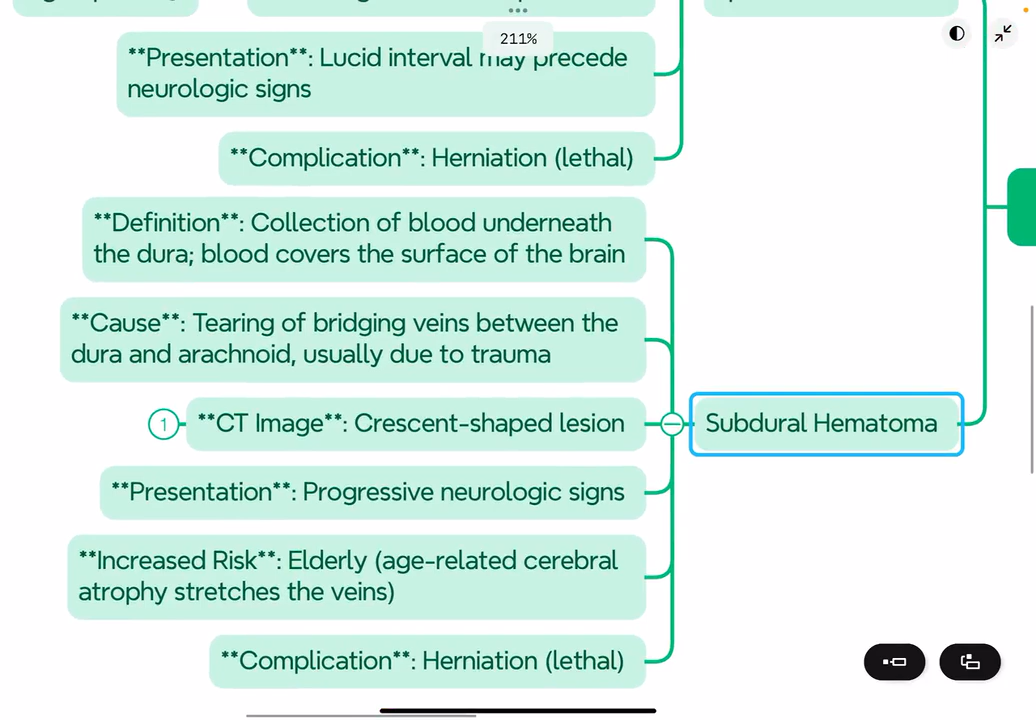 211%
**Presentation**: Lucid interval may precede
neurologic signs
**Complication**: Herniation (lethal)
**Definition**: Collection of blood underneath
the dura; blood covers the surface of the brain
**Cause**: Tearing of bridging veins between the
dura and arachnoid, usually due to trauma
1
**CT Image**: Crescent-shaped lesion
Subdural Hematoma
**Presentation**: Progressive neurologic signs
**Increased Risk**: Elderly (age-related cerebral
atrophy stretches the veins)
**Complication**: Herniation (lethal)